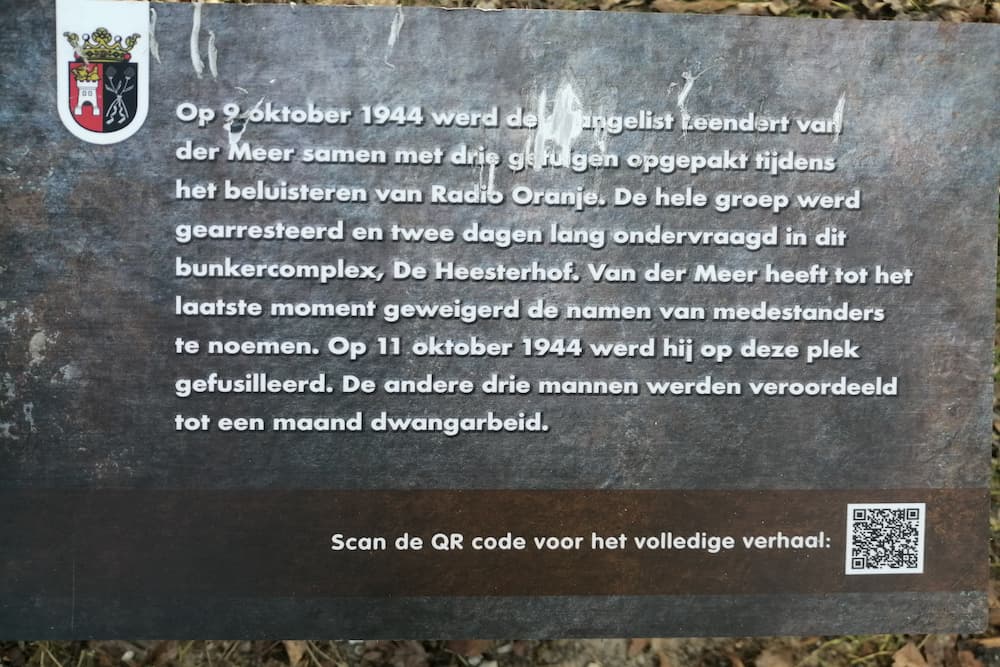 Op 9 oktober 1944 werd de evangelist Leendert van
der Meer samen met drie getuigen opgepakt tijdens
het beluisteren van Radio Oranje. De hele groep werd
gearresteerd en twee dagen lang ondervraagd in dit
bunkercomplex, De Heesterhof. Van der Meer heeft tot het
laatste moment geweigerd de namen van medestanders
te noemen. Op 11 oktober 1944 werd hij op deze plek
gefusilleerd. De andere drie mannen werden veroordeeld
tot een maand dwangarbeid.
Scan de QR code voor het volledige verhaal: